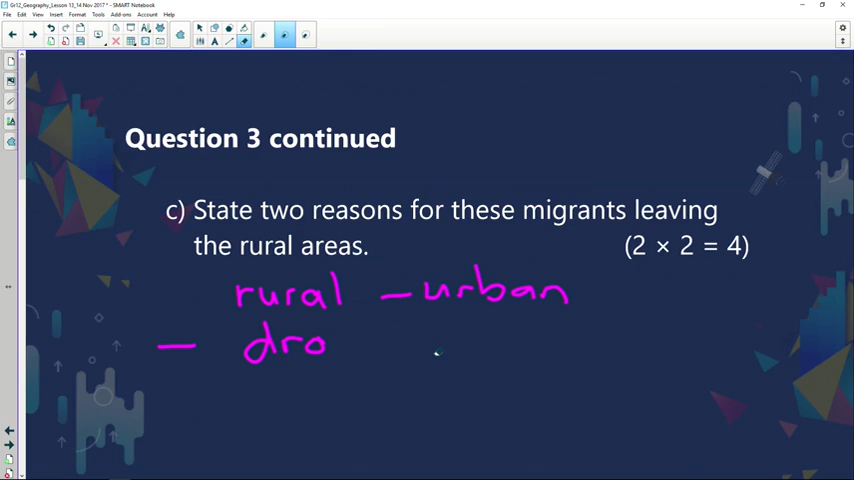 Gr12_Geography_Lesson 13_14 Nov 2017 * - SMART Notebook
File Edit View Insert Format Tools Add-ons Account Help
Question 3 continued
c) State two reasons for these migrants leaving
the rural areas. (2 × 2 = 4)
rural - urban
- dro